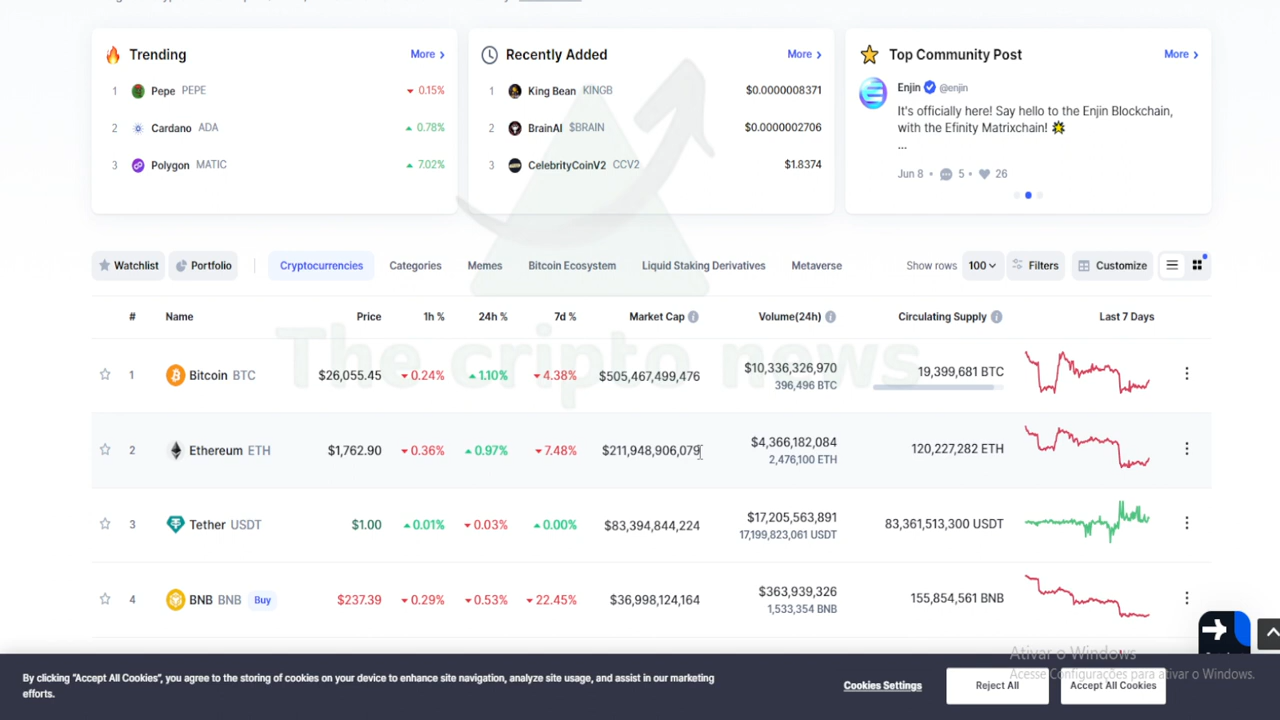 Trending
More >
1 Pepe PEPE 0.15%
2 Cardano ADA 0.78%
3 Polygon MATIC 7.02%
Recently Added
More >
1 King Bean KINGB $0.0000008371
2 BrainAI $BRAIN $0.0000002706
3 CelebrityCoinV2 CCV2 $1.8374
Top Community Post
More >
Enjin @enjin
It's officially here! Say hello to the Enjin Blockchain,
with the Efinity Matrixchain!
...
Jun 8 • 5 • 26
Watchlist Portfolio Cryptocurrencies Categories Memes Bitcoin Ecosystem Liquid Staking Derivatives Metaverse Show rows 100 Filters Customize
# Name Price 1h % 24h % 7d % Market Cap Volume(24h) Circulating Supply Last 7 Days
The cripto news
1 Bitcoin BTC $26,055.45 0.24% 1.10% 4.38% $505,467,499,476 $10,336,326,970 19,399,681 BTC
396,496 BTC
2 Ethereum ETH $1,762.90 0.36% 0.97% 7.48% $211,948,906,079 $4,366,182,084 120,227,282 ETH
2,476,100 ETH
3 Tether USDT $1.00 0.01% 0.03% 0.00% $83,394,844,224 $17,205,563,891 83,361,513,300 USDT
17,199,823,061 USDT
4 BNB BNB Buy $237.39 0.29% 0.53% 22.45% $36,998,124,164 $363,939,326 155,854,561 BNB
1,533,354 BNB
Ativar o Windows
Acesse Configurações para ativar o Windows.
By clicking "Accept All Cookies", you agree to the storing of cookies on your device to enhance site navigation, analyze site usage, and assist in our marketing
efforts.
Cookies Settings Reject All Accept All Cookies